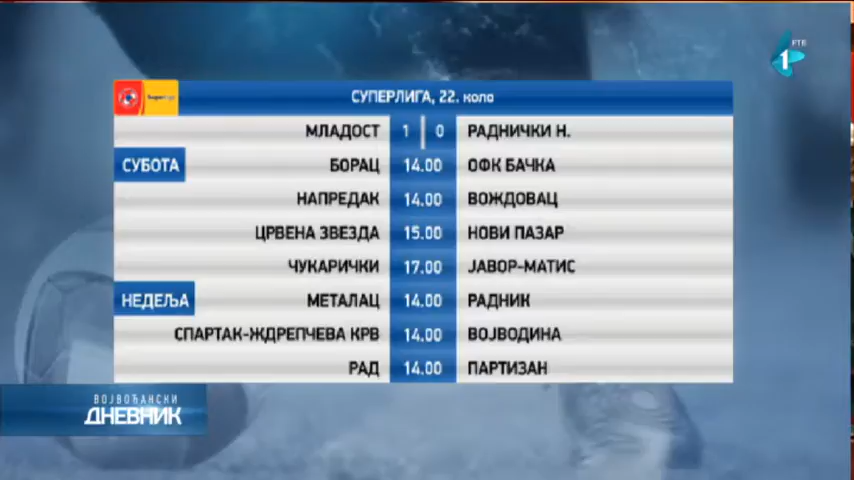 РТВ
1
СУПЕРЛИГА, 22. коло
МЛАДОСТ 1 0 РАДНИЧКИ Н.
СУБОТА БОРАЦ 14.00 ОФК БАЧКА
НАПРЕДАК 14.00 ВОЖДОВАЦ
ЦРВЕНА ЗВЕЗДА 15.00 НОВИ ПАЗАР
ЧУКАРИЧКИ 17.00 ЈАВОР-МАТИС
НЕДЕЉА МЕТАЛАЦ 14.00 РАДНИК
СПАРТАК-ЖДРЕПЧЕВА КРВ 14.00 ВОЈВОДИНА
РАД 14.00 ПАРТИЗАН
ВОЈВОЂАНСКИ
ДНЕВНИК